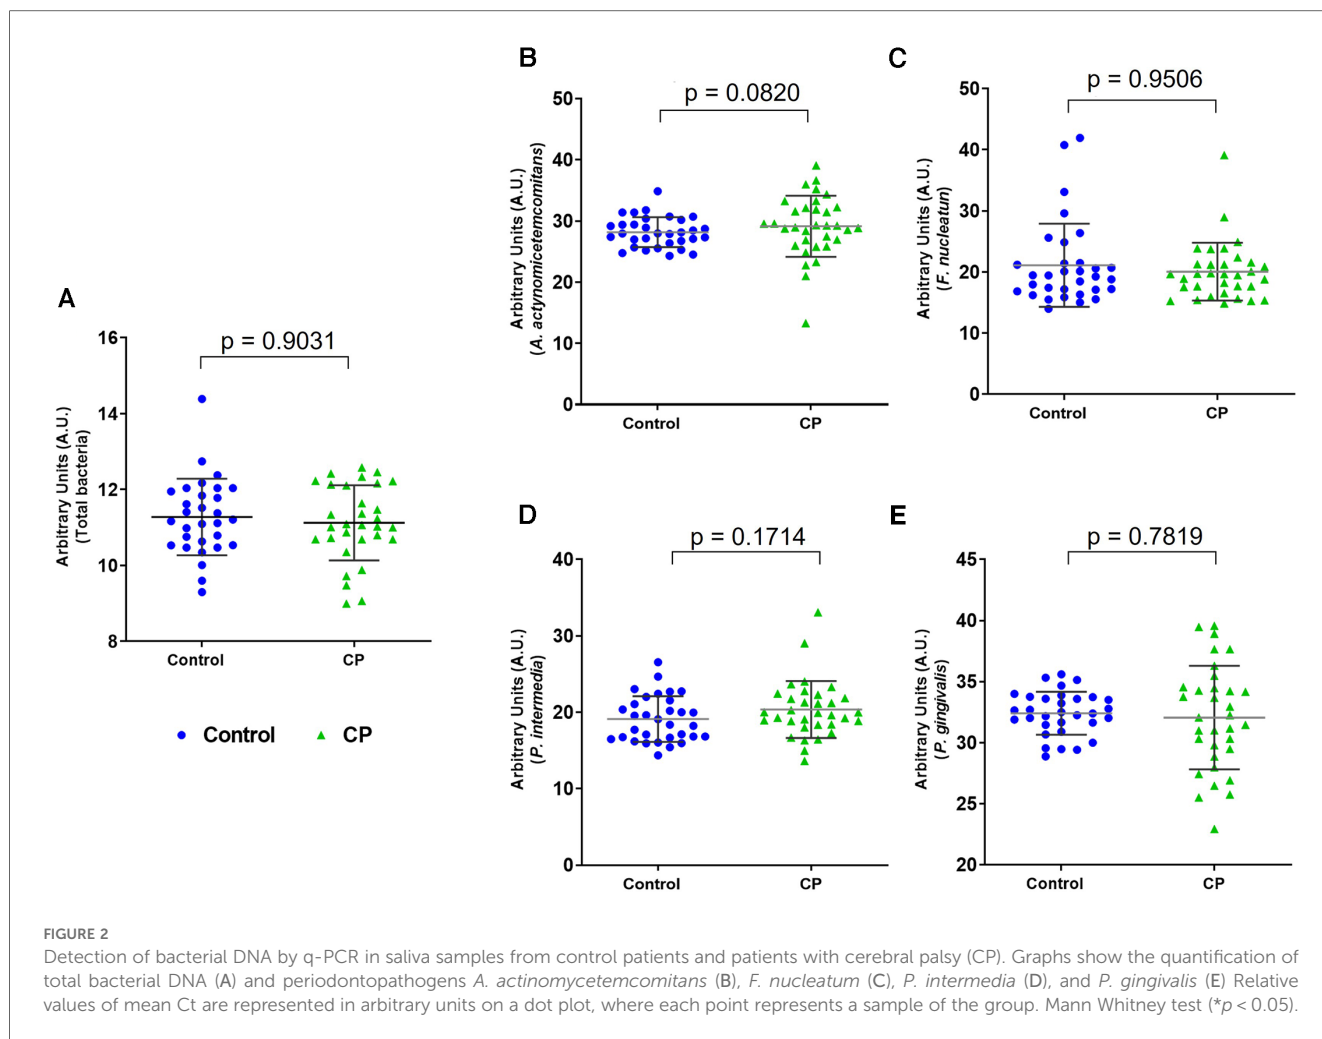 A
p = 0.9031
16
14
12
10
8
Arbitrary Units (A.U.)
(Total bacteria)
Control
CP
Control
CP
B
p = 0.0820
50
40
30
20
10
0
Arbitrary Units (A.U.)
(A. actynomicetemcomitans)
Control
CP
C
p = 0.9506
50
40
30
20
10
0
Arbitrary Units (A.U.)
(F. nucleatun)
Control
CP
D
p = 0.1714
40
30
20
10
0
Arbitrary Units (A.U.)
(P. intermedia)
Control
CP
E
p = 0.7819
45
40
35
30
25
20
Arbitrary Units (A.U.)
(P. gingivalis)
Control
CP
FIGURE 2
Detection of bacterial DNA by q-PCR in saliva samples from control patients and patients with cerebral palsy (CP). Graphs show the quantification of
total bacterial DNA (A) and periodontopathogens A. actinomycetemcomitans (B), F. nucleatum (C), P. intermedia (D), and P. gingivalis (E) Relative
values of mean Ct are represented in arbitrary units on a dot plot, where each point represents a sample of the group. Mann Whitney test (*p < 0.05).